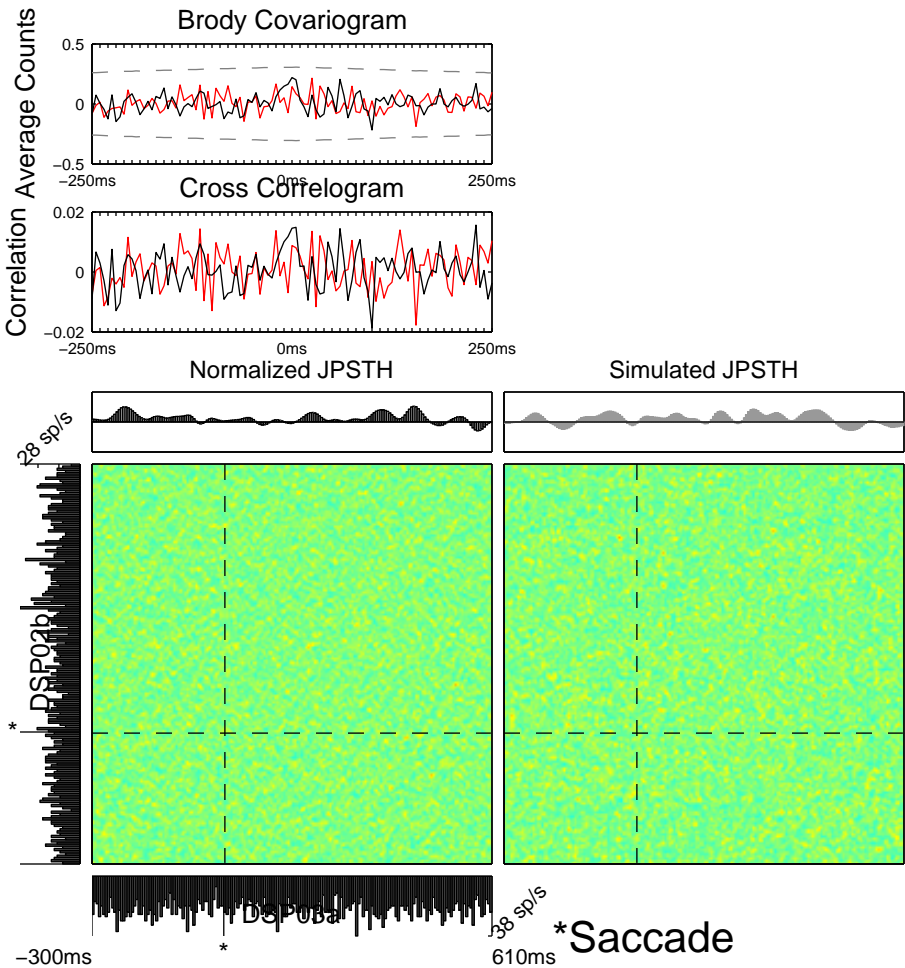 Brody Covariogram
Average Counts
0.5
0
−0.5
−250ms
0ms
250ms
Cross Correlogram
Correlation
0.02
0
−0.02
−250ms
0ms
250ms
Normalized JPSTH
Simulated JPSTH
28 sp/s
DSP02b
*
DSP03a
38 sp/s
*
*Saccade
−300ms
610ms